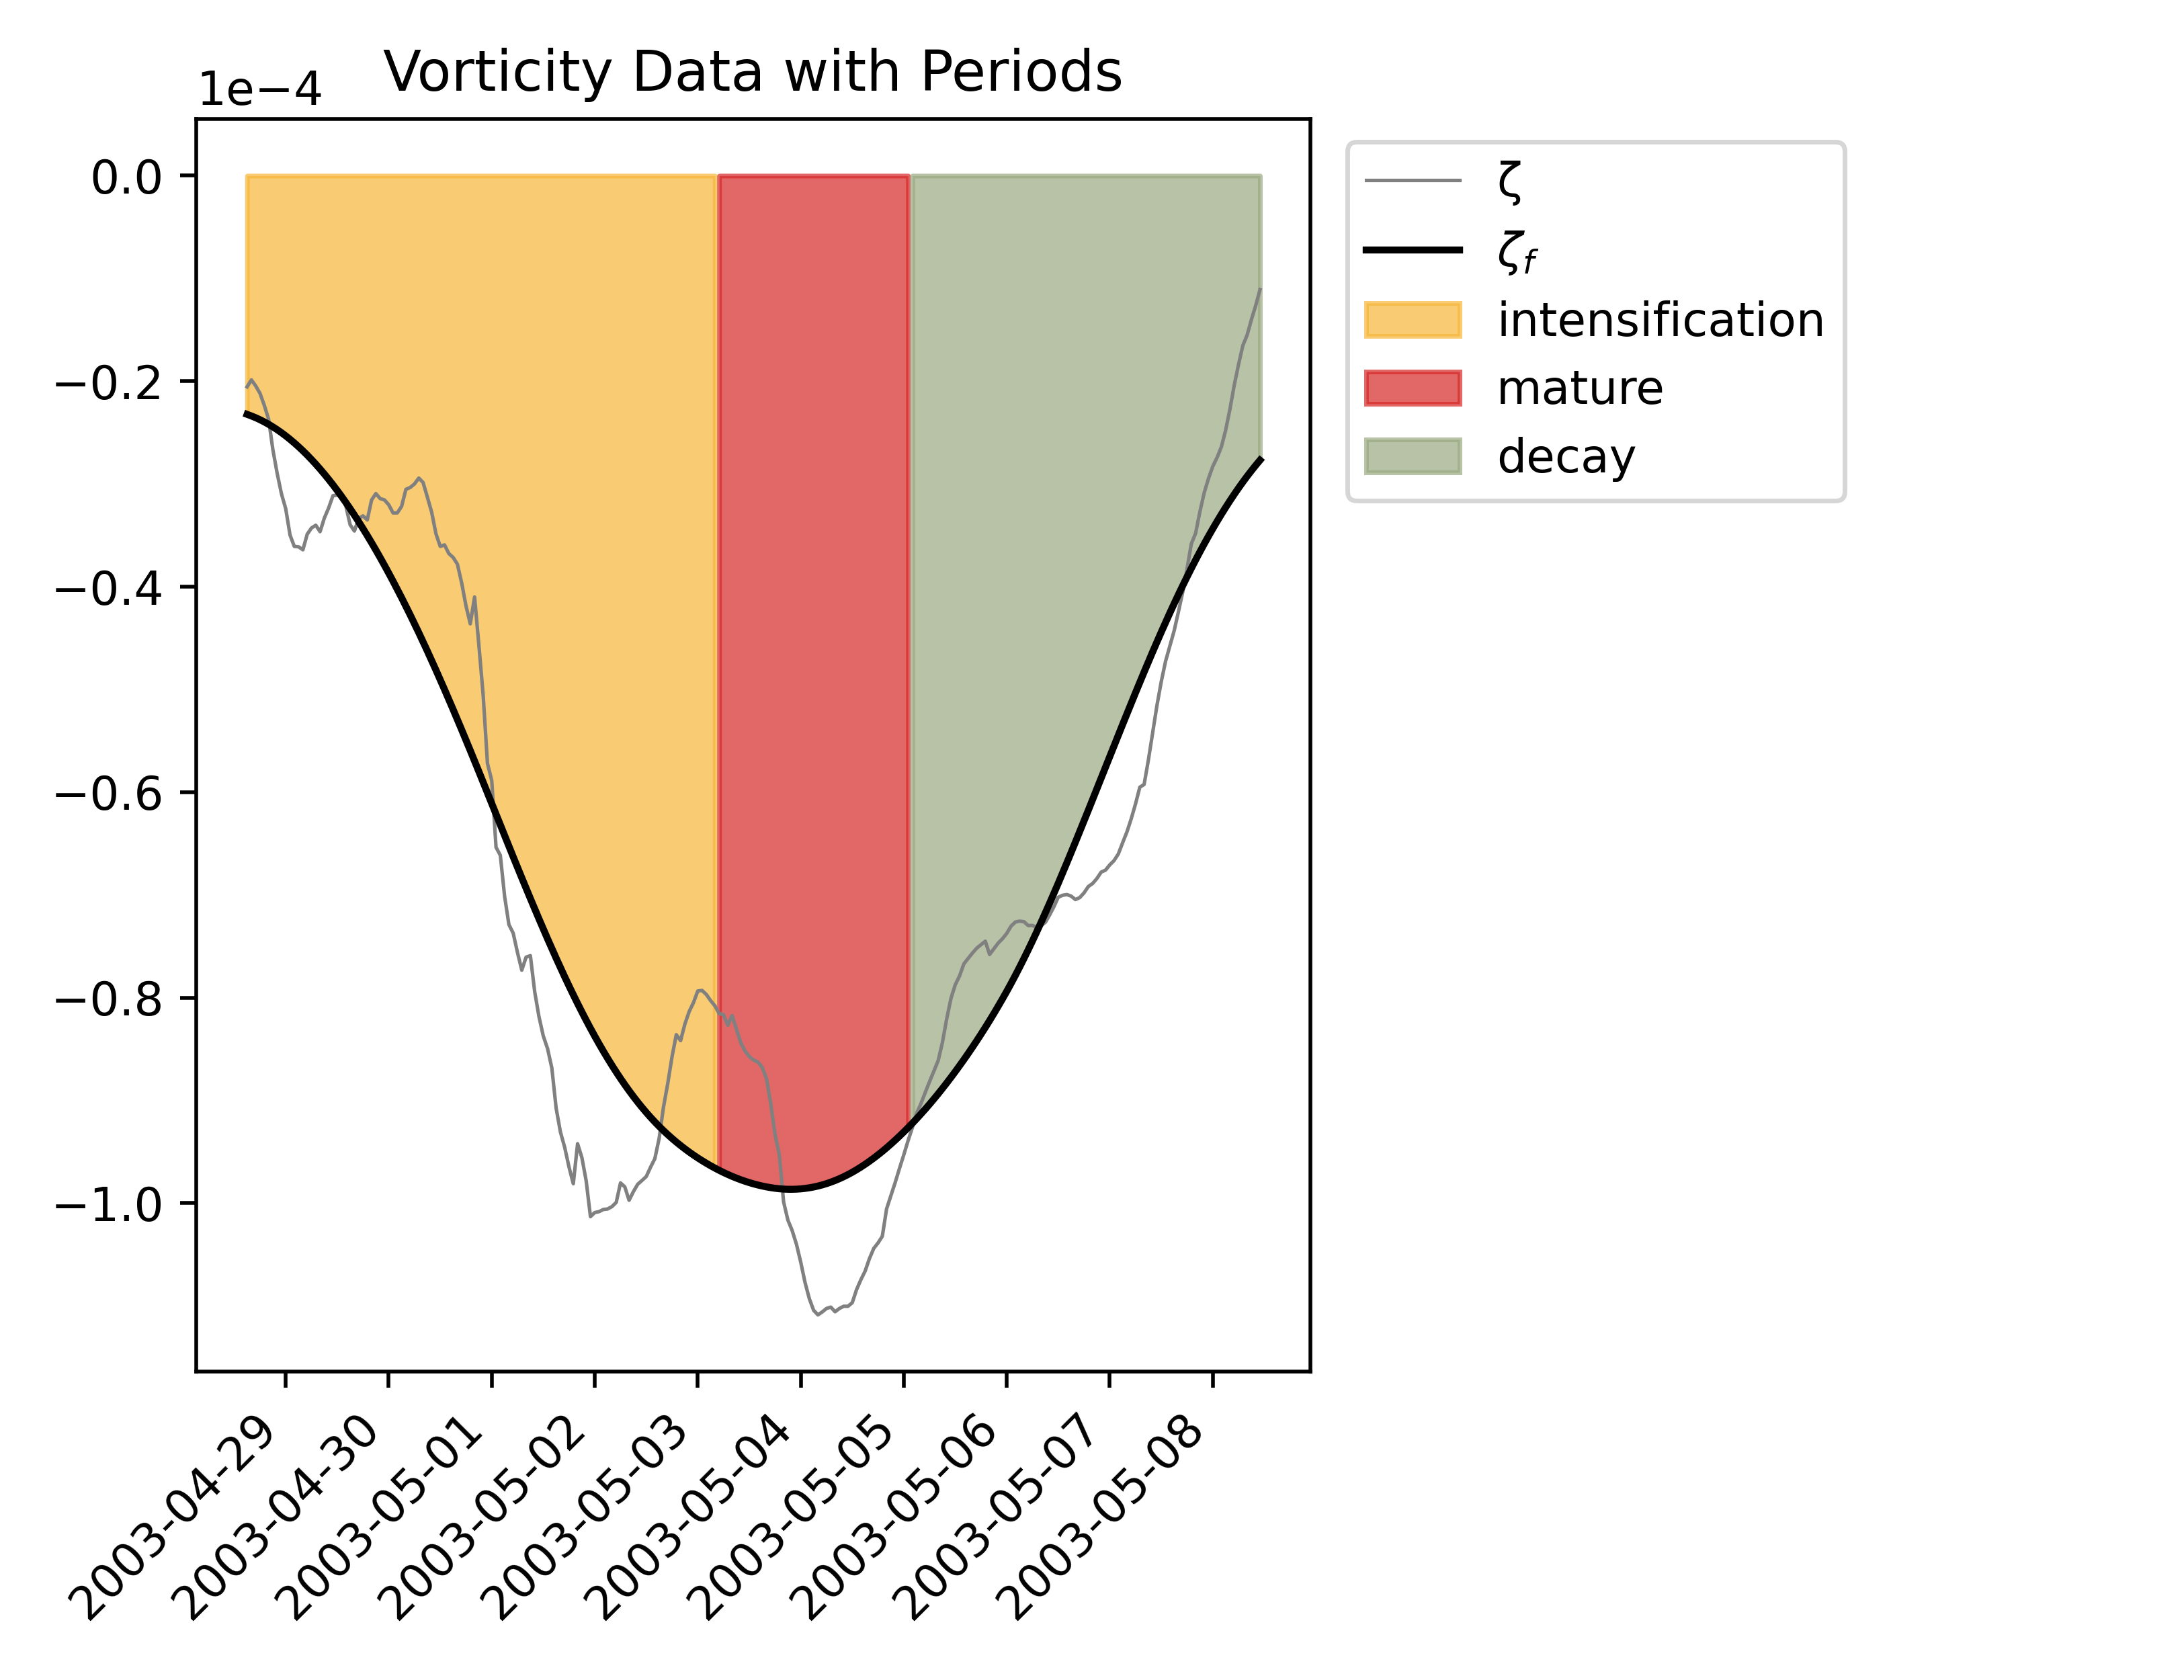 Vorticity Data with Periods
1e−4
0.0
−0.2
−0.4
−0.6
−0.8
−1.0
2003-04-29
2003-04-30
2003-05-01
2003-05-02
2003-05-03
2003-05-04
2003-05-05
2003-05-06
2003-05-07
2003-05-08
ζ
ζf
intensification
mature
decay